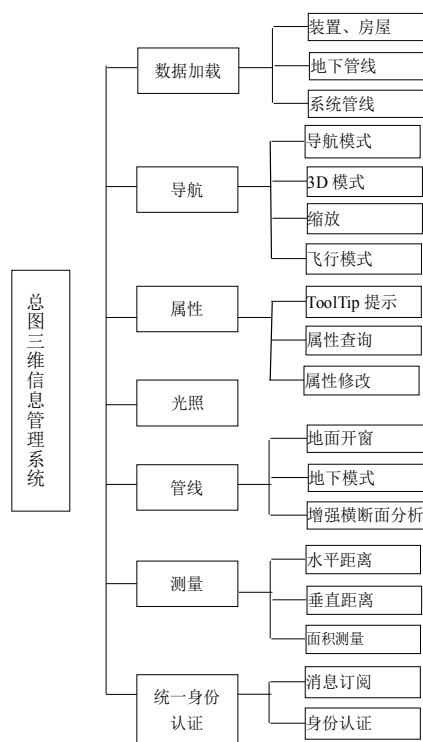 总图三维信息管理系统
数据加载
装置、房屋
地下管线
系统管线
导航
导航模式
3D 模式
缩放
飞行模式
属性
ToolTip 提示
属性查询
属性修改
光照
管线
地面开窗
地下模式
增强横断面分析
测量
水平距离
垂直距离
面积测量
统一身份
认证
消息订阅
身份认证